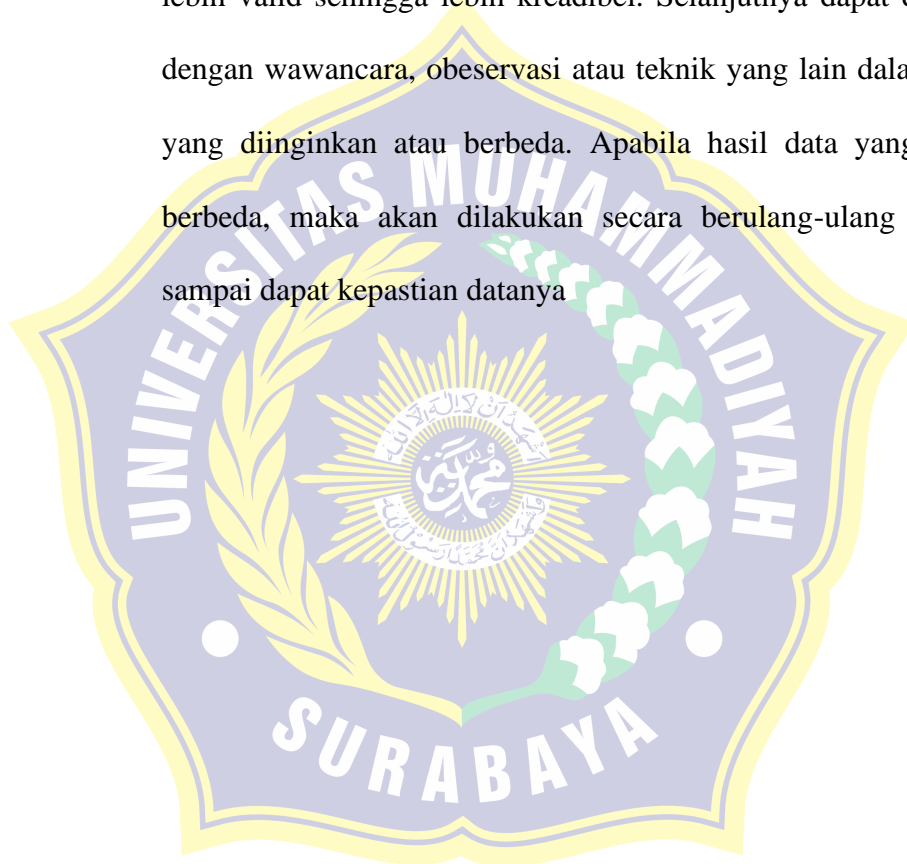 lebih valid sehingga lebih kreadibel. Selanjutnya dapat
dengan wawancara, obeservasi atau teknik yang lain
yang diinginkan atau berbeda. Apabila hasil data yang
berbeda, maka akan dilakukan secara berulang-ulang
sampai dapat kepastian datanya
UNIVERSITAS MUHAMMADIYAH
محمد
SURABAYA